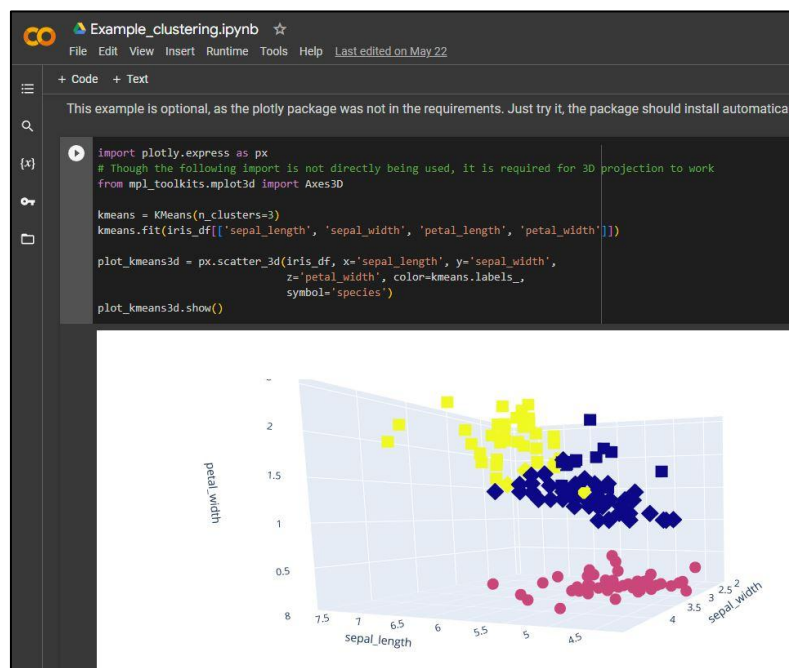 Example_clustering.ipynb
File Edit View Insert Runtime Tools Help Last edited on May 22
+ Code + Text
This example is optional, as the plotly package was not in the requirements. Just try it, the package should install automatica
{x}
import plotly.express as px
# Though the following import is not directly being used, it is required for 3D projection to work
from mpl_toolkits.mplot3d import Axes3D
kmeans = KMeans(n_clusters=3)
kmeans.fit(iris_df[['sepal_length', 'sepal_width', 'petal_length', 'petal_width']])
plot_kmeans3d = px.scatter_3d(iris_df, x='sepal_length', y='sepal_width',
z='petal_width', color=kmeans.labels_,
symbol='species')
plot_kmeans3d.show()
2
1.5
1
0.5
petal_width
8 7.5 7 6.5 6 5.5 5 4.5
sepal_length
4 3.5 3 2.5 2
sepal_width